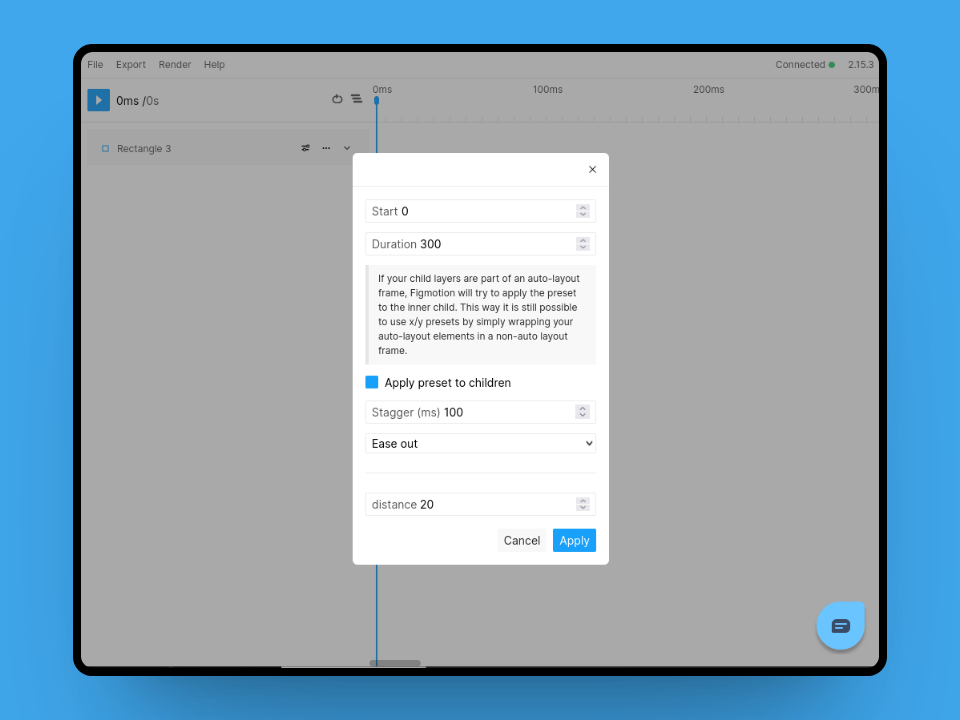 File Export Render Help Connected 2.15.3
0ms /0s 0ms 100ms 200ms 300m
Rectangle 3
Start 0
Duration 300
If your child layers are part of an auto-layout
frame, Figmotion will try to apply the preset
to the inner child. This way it is still possible
to use x/y presets by simply wrapping your
auto-layout elements in a non-auto layout
frame.
Apply preset to children
Stagger (ms) 100
Ease out
distance 20
Cancel Apply